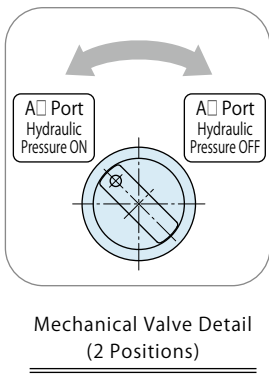 A□ Port
Hydraulic
Pressure ON
A□ Port
Hydraulic
Pressure OFF
Mechanical Valve Detail
(2 Positions)